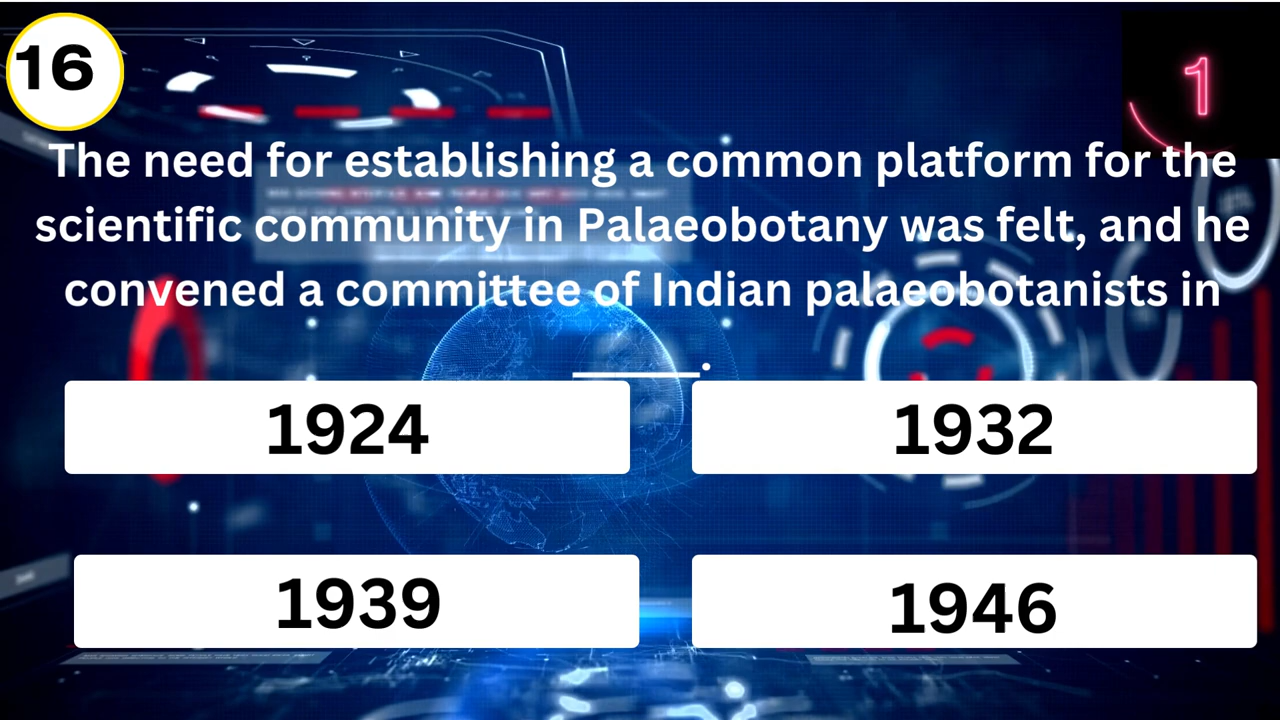 16
1
The need for establishing a common platform for the
scientific community in Palaeobotany was felt, and he
convened a committee of Indian palaeobotanists in
______.
1924
1932
1939
1946